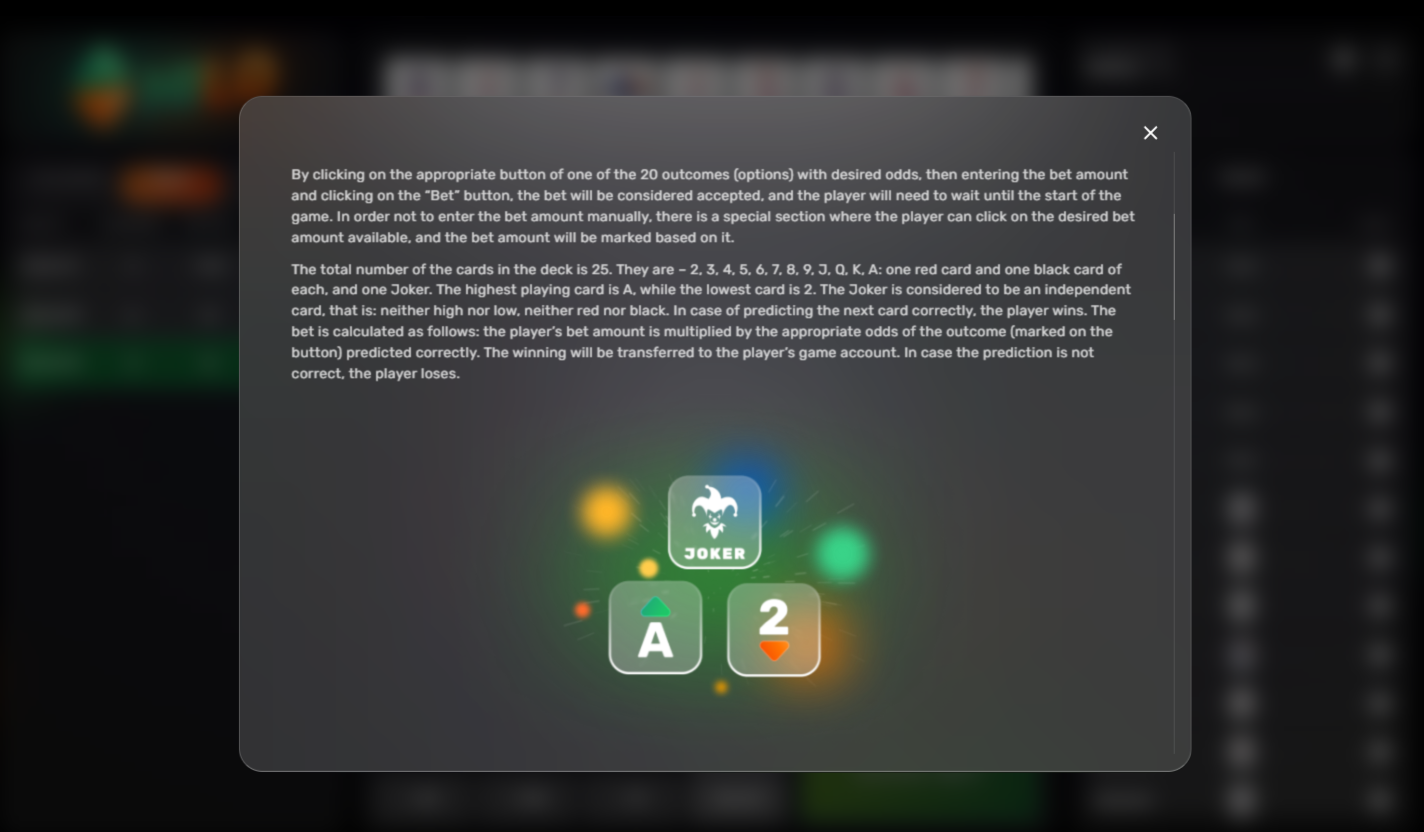 By clicking on the appropriate button of one of the 20 outcomes (options) with desired odds, then entering the bet amount
and clicking on the “Bet” button, the bet will be considered accepted, and the player will need to wait until the start of the
game. In order not to enter the bet amount manually, there is a special section where the player can click on the desired bet
amount available, and the bet amount will be marked based on it.
The total number of the cards in the deck is 25. They are – 2, 3, 4, 5, 6, 7, 8, 9, J, Q, K, A: one red card and one black card of
each, and one Joker. The highest playing card is A, while the lowest card is 2. The Joker is considered to be an independent
card, that is: neither high nor low, neither red nor black. In case of predicting the next card correctly, the player wins. The
bet is calculated as follows: the player’s bet amount is multiplied by the appropriate odds of the outcome (marked on the
button) predicted correctly. The winning will be transferred to the player’s game account. In case the prediction is not
correct, the player loses.
JOKER
A
2